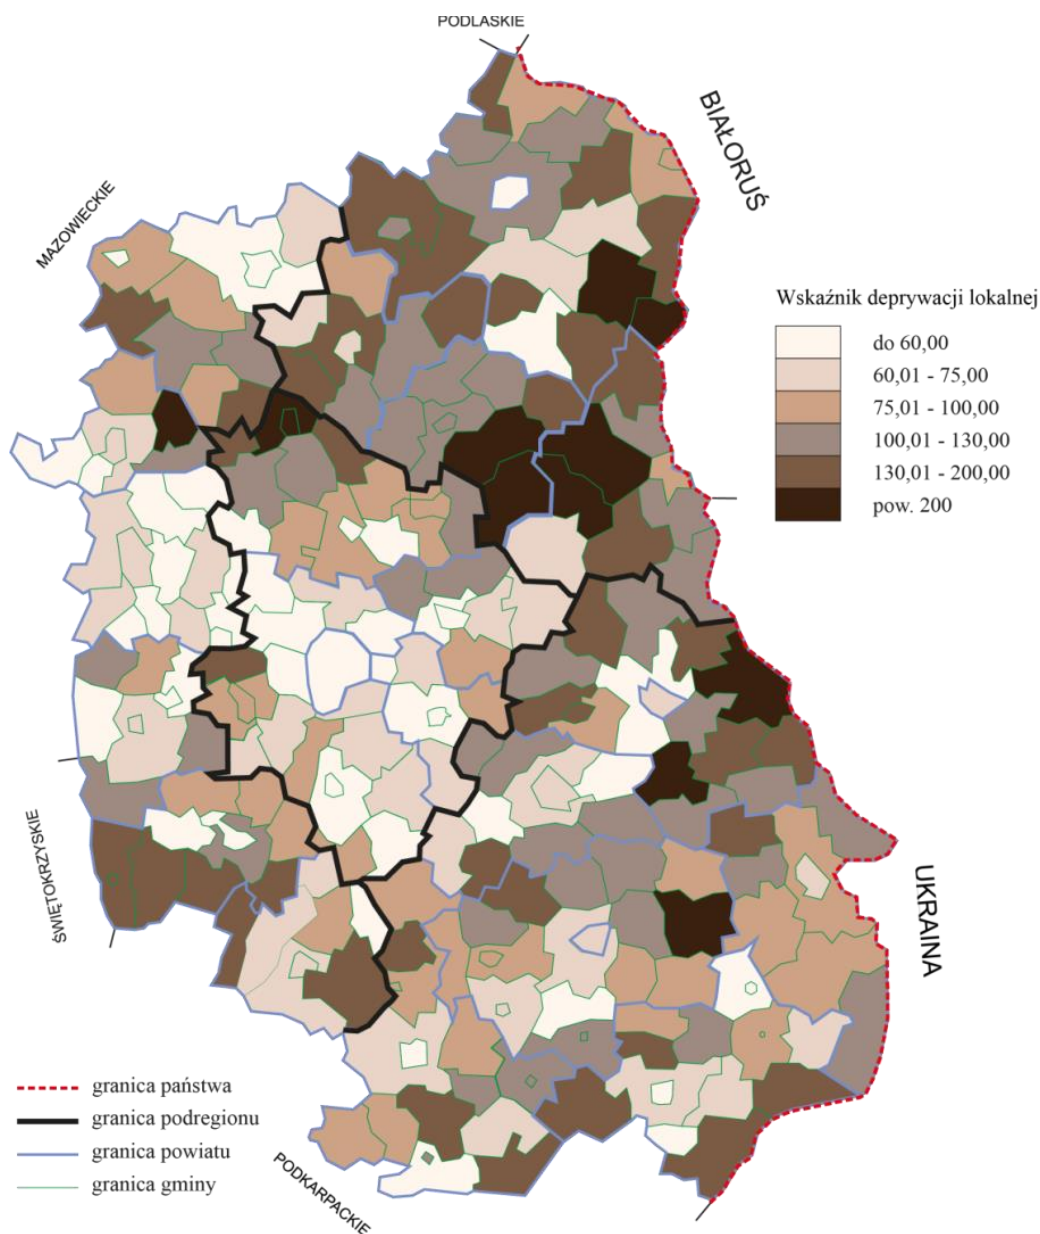 PODLASKIE
BIAŁORUŚ
MAZOWIECKIE
Wskaźnik deprywacji lokalnej
do 60,00
60,01 - 75,00
75,01 - 100,00
100,01 - 130,00
130,01 - 200,00
pow. 200
ŚWIĘTOKRZYSKIE
UKRAINA
granica państwa
granica podregionu
granica powiatu
granica gminy
PODKARPACKIE